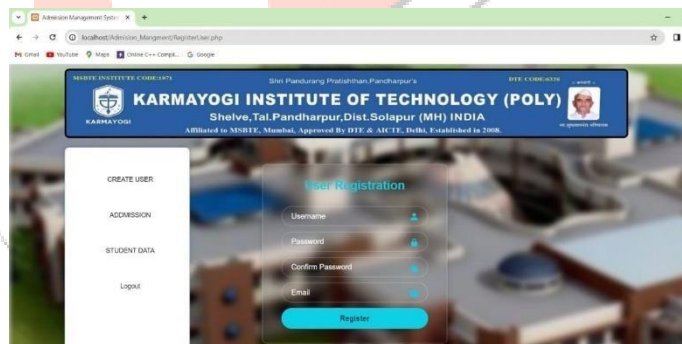 Admission Management Syste
localhost/Admision_Mangment/RegisterUser.php
Gmail YouTube Maps Online C++ Compil... Google
MSBTE INSTITUTE CODE:1871
Shri Pandurang Pratishthan,Pandharpur's
DTE CODE:6326
KARMAYOGI INSTITUTE OF TECHNOLOGY (POLY)
KARMAYOGI
Shelve,Tal.Pandharpur,Dist.Solapur (MH) INDIA
Affiliated to MSBTE, Mumbai, Approved By DTE & AICTE, Delhi, Established in 2008.
CREATE USER
ADDMISSION
STUDENT DATA
Logout
User Registration
Username
Password
Confirm Password
Email
Register